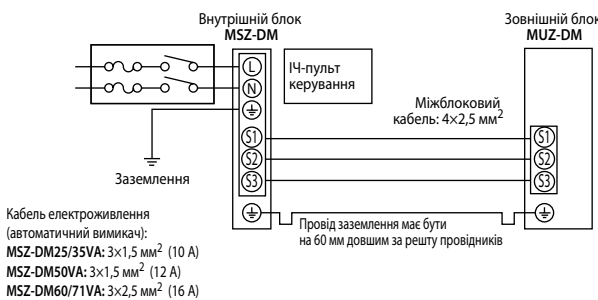 Внутрішній блок
MSZ-DM
Зовнішній блок
MUZ-DM
L
N
ІЧ-пульт
керування
Міжблоковий
кабель: 4×2,5 мм²
S1
S2
S3
S1
S2
S3
Заземлення
Провід заземлення має бути
на 60 мм довшим за решту провідників
Кабель електроживлення
(автоматичний вимикач):
MSZ-DM25/35VA: 3×1,5 мм² (10 А)
MSZ-DM50VA: 3×1,5 мм² (12 А)
MSZ-DM60/71VA: 3×2,5 мм² (16 А)